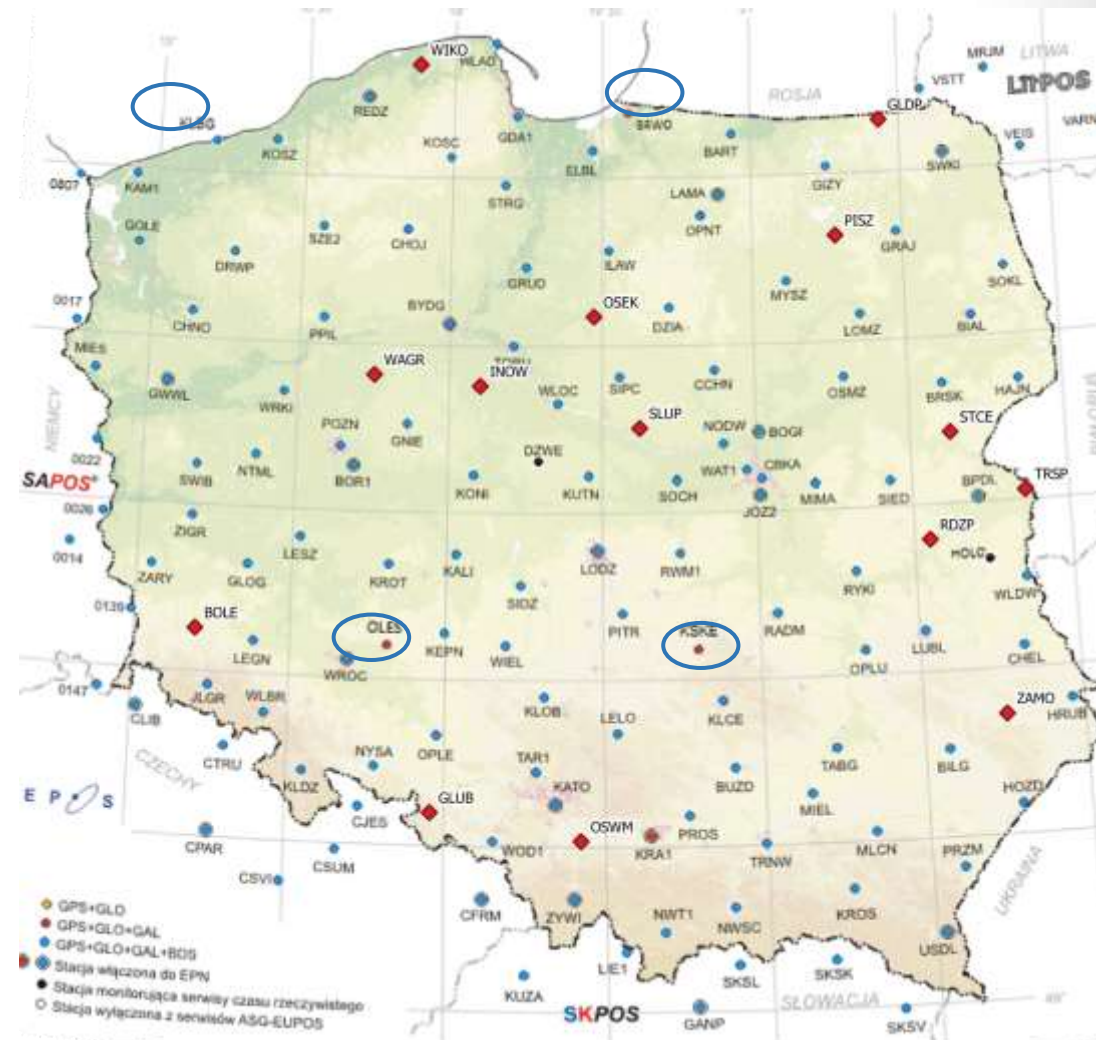 18°
MRJM
LITWA
WIKO
WLAD
VSTT
LITPOS
REDZ
ROSJA
GLDP
KLBG
BRWO
VEIS
VARN
KOSZ
KOSC
GDA1
BART
SWKI
0807
KAM1
ELBL
GIZY
STRG
LAMA
GOLE
OPNT
PISZ
SZE2
CHOJ
GRAJ
DRWP
ILAW
GRUD
SOKL
MYSZ
0017
CHNO
BYDG
OSEK
PPIL
DZIA
LOMZ
BIAL
MIES
WAGR
INOW
GWWL
WLOC
SIPC
CCHN
OSMZ
BRSK
HAJN
WRKI
NIEMCY
POZN
GNIE
SLUP
NODW
BOGI
STCE
DZWE
0022
SWIB
NTML
WAT1
CBKA
TRSP
SAPOS®
BOR1
KONI
KUTN
SOCH
JOZ2
MIMA
SIED
BPDL
0026
ZIGR
RDZP
0014
LESZ
HOLO
ZARY
GLOG
KROT
KALI
LODZ
RWM1
RYKI
WLDW
0139
BOLE
SIDZ
OLES
PITR
KSKE
RADM
LEGN
KEPN
WIEL
OPLU
LUBL
CHEL
WROC
0147
JLGR
WLBR
KLOB
LELO
KLCE
ZAMO
HRUB
CLIB
CTRU
NYSA
OPLE
TAR1
TABG
BILG
CZECHY
KLDZ
KATO
BUZD
HOZD
E P O S
CJES
GLUB
MIEL
OSWM
PROS
CPAR
CSUM
WOD1
KRA1
TRNW
MLCN
PRZM
CSVI
UKRAINA
GPS+GLO
GPS+GLO+GAL
GPS+GLO+GAL+BDS
CFRM
ZYWI
NWT1
NWSC
KROS
USDL
Stacja włączona do EPN
Stacja monitorująca serwisy czasu rzeczywistego
Stacja wyłączona z serwisów ASG-EUPOS
LIE1
SKSL
SKSK
KUZA
SKPOS
GANP
SŁOWACJA
SKSV
49°